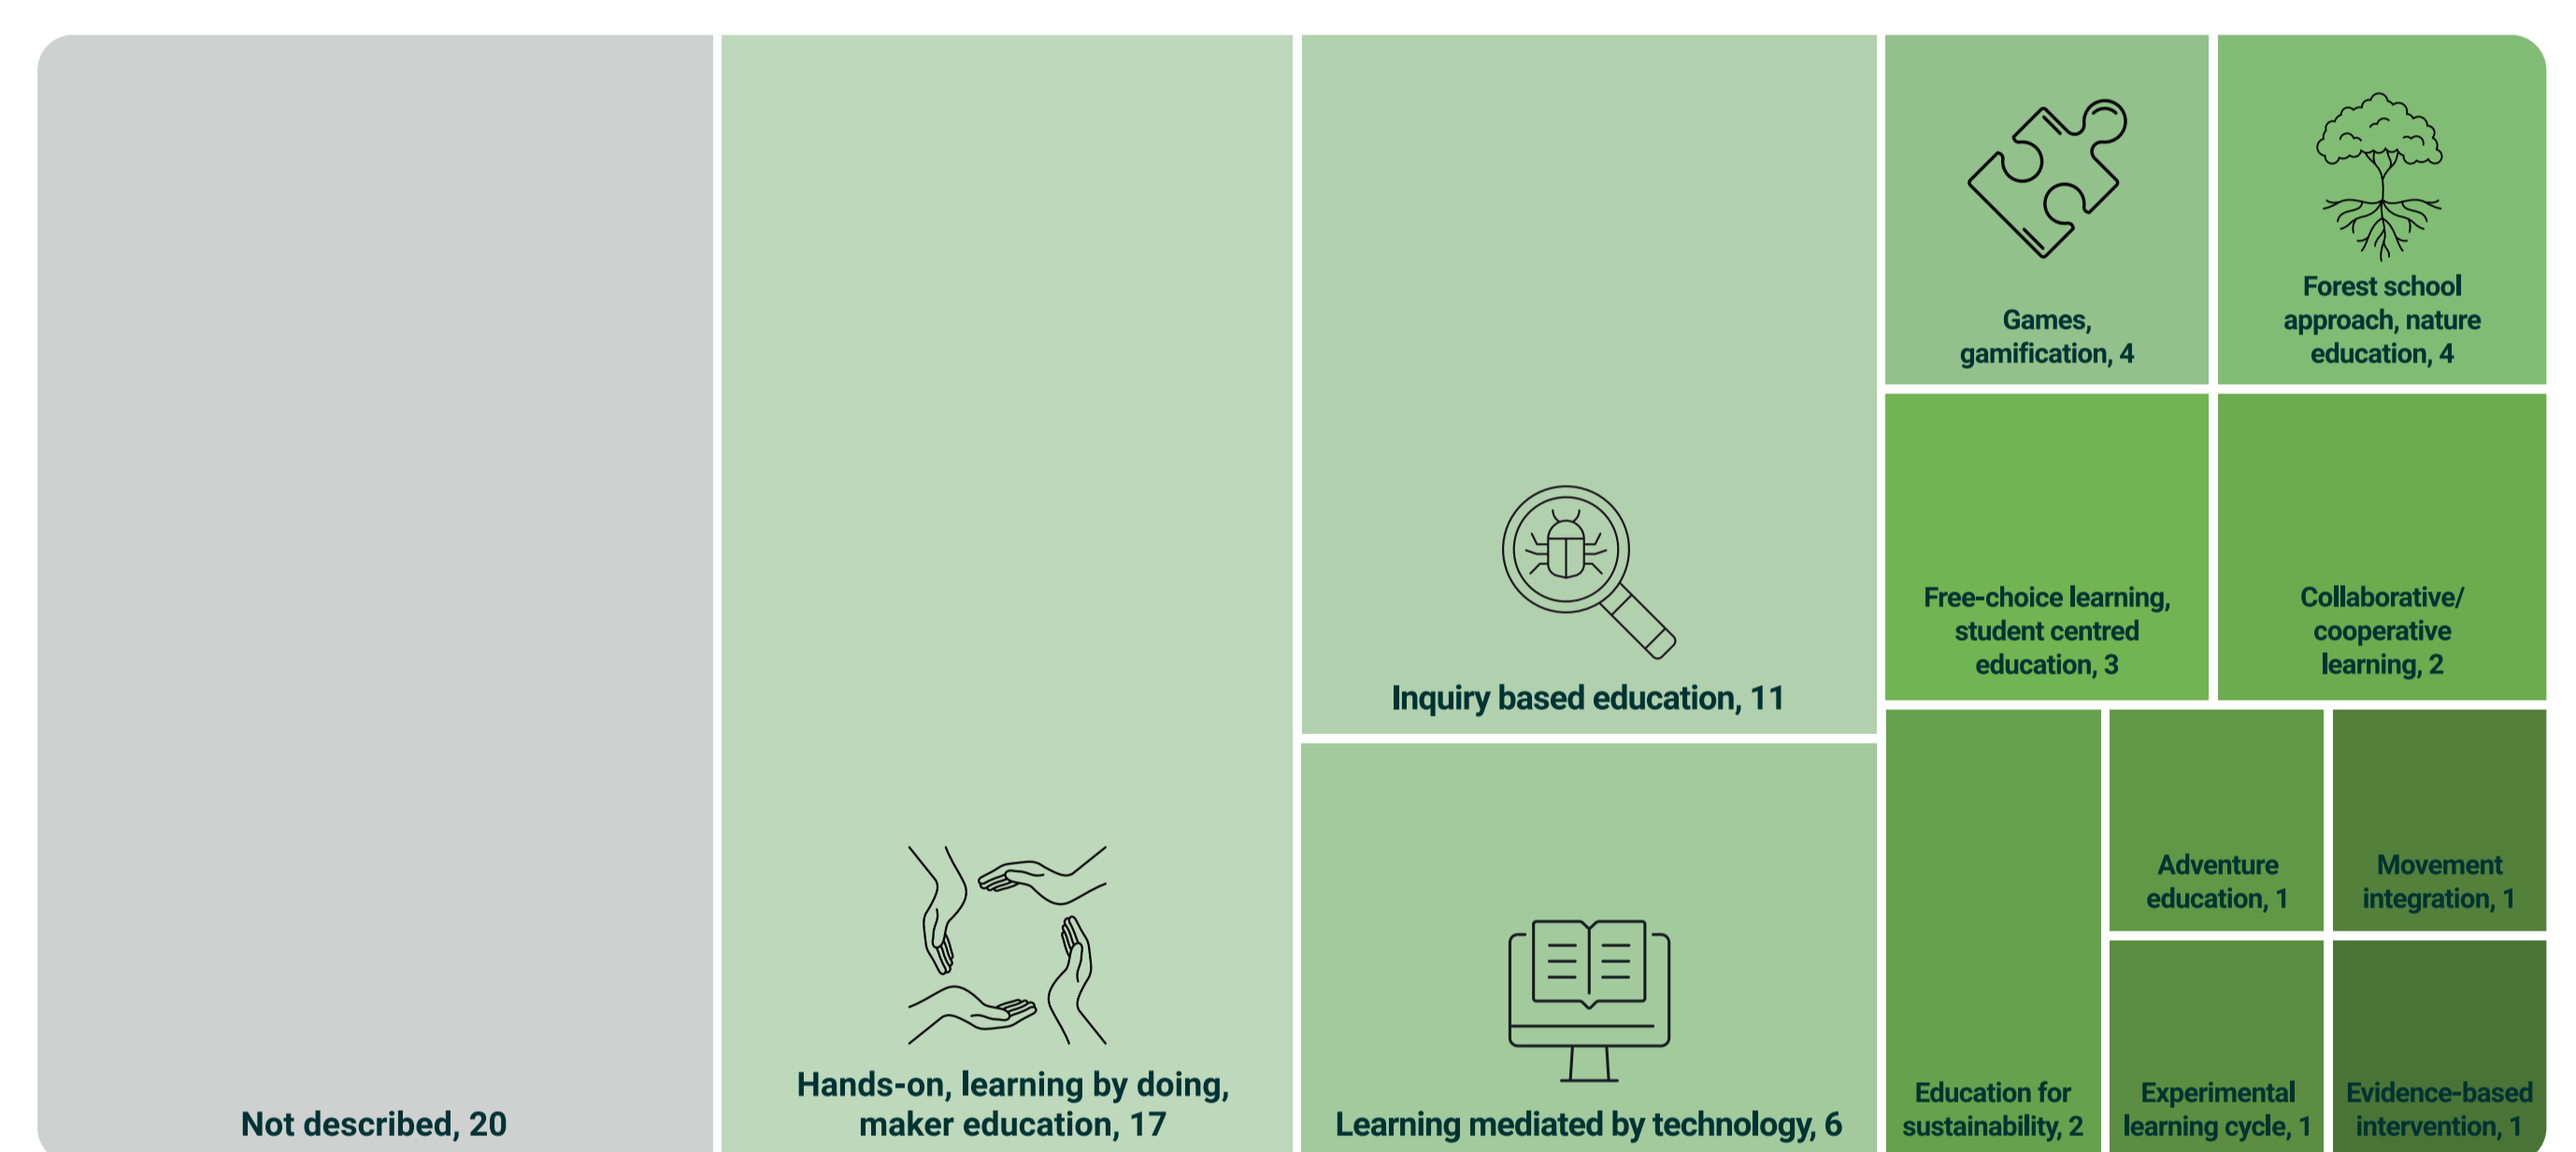 Not described, 20
Hands-on, learning by doing,
maker education, 17
Inquiry based education, 11
Learning mediated by technology, 6
Games,
gamification, 4
Forest school
approach, nature
education, 4
Free-choice learning,
student centred
education, 3
Collaborative/
cooperative
learning, 2
Education for
sustainability, 2
Adventure
education, 1
Movement
integration, 1
Experimental
learning cycle, 1
Evidence-based
intervention, 1